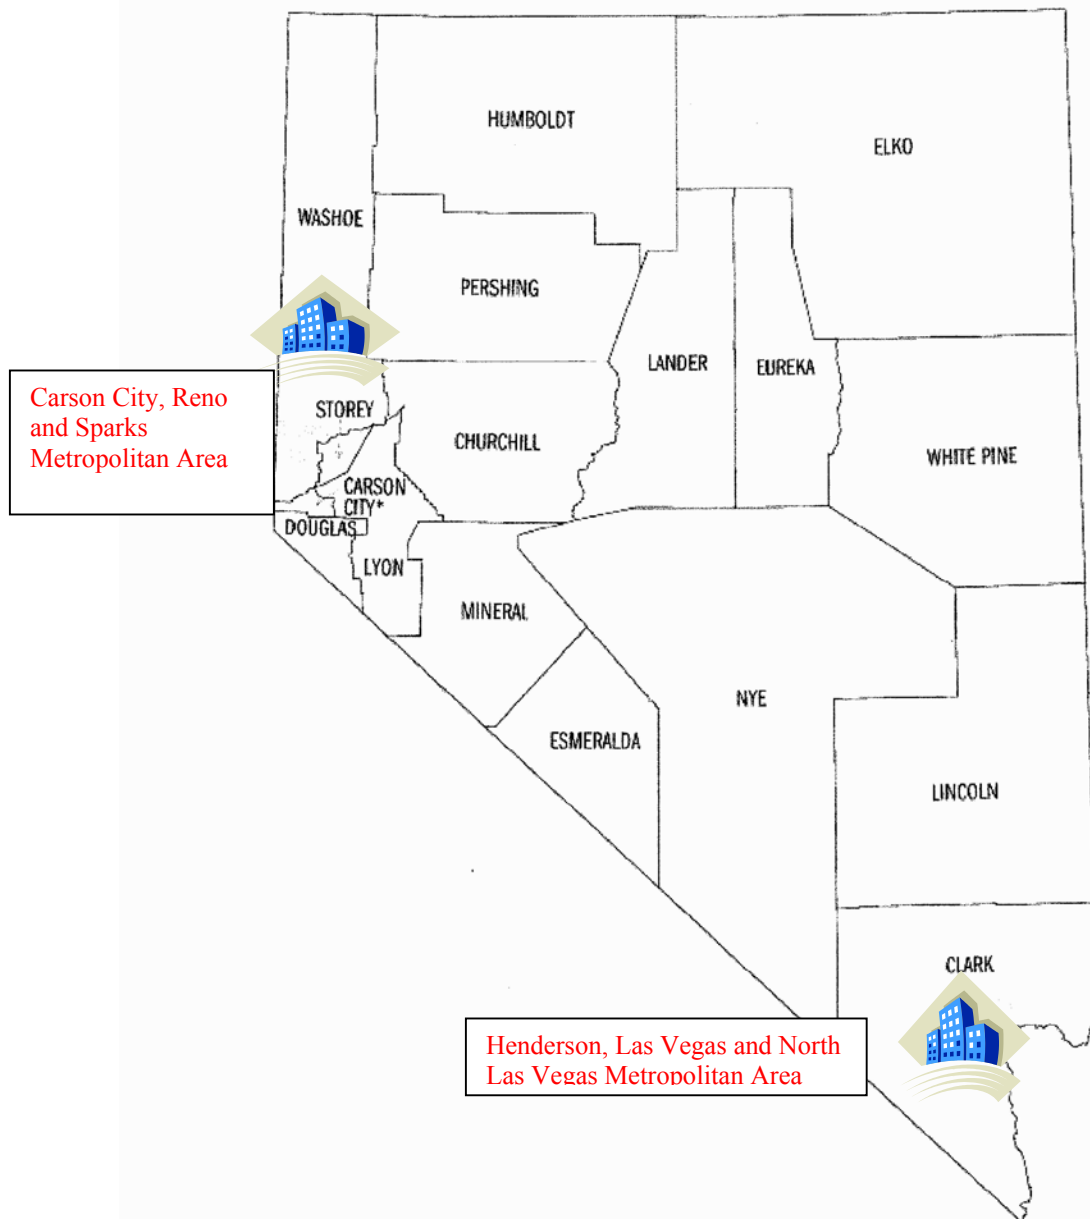 HUMBOLDT
ELKO
WASHOE
PERSHING
LANDER
EUREKA
Carson City, Reno
and Sparks
Metropolitan Area
STOREY
CHURCHILL
WHITE PINE
CARSON
CITY*
DOUGLAS
LYON
MINERAL
NYE
ESMERALDA
LINCOLN
CLARK
Henderson, Las Vegas and North
Las Vegas Metropolitan Area